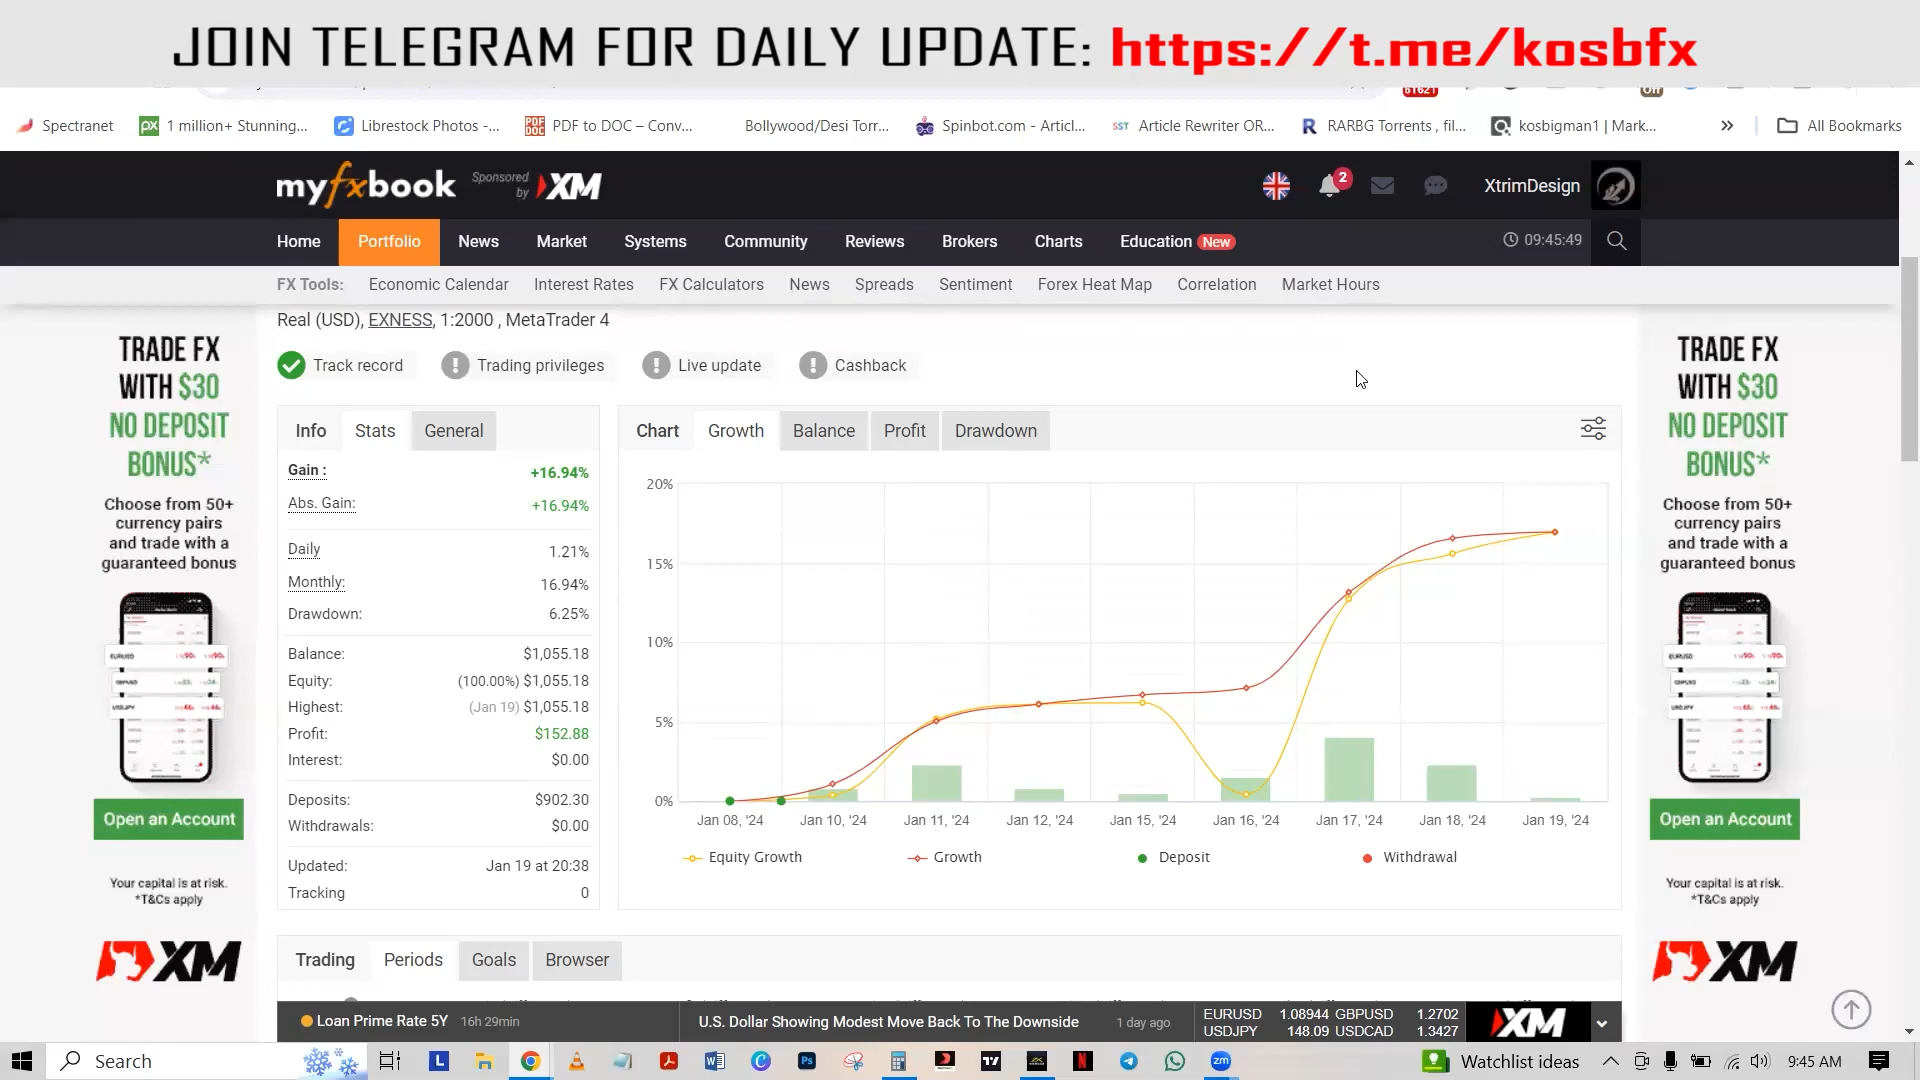 JOIN TELEGRAM FOR DAILY UPDATE: https://t.me/kosbfx
61621
Off
Spectranet
px 1 million+ Stunning...
Librestock Photos -...
PDF to DOC – Conv...
Bollywood/Desi Torr...
Spinbot.com - Articl...
SST Article Rewriter OR...
R RARBG Torrents , fil...
kosbigman1 | Mark...
All Bookmarks
myfxbook Sponsored by XM
2
XtrimDesign
Home
Portfolio
News
Market
Systems
Community
Reviews
Brokers
Charts
Education New
09:45:49
FX Tools: Economic Calendar Interest Rates FX Calculators News Spreads Sentiment Forex Heat Map Correlation Market Hours
Real (USD), EXNESS, 1:2000 , MetaTrader 4
Track record
Trading privileges
Live update
Cashback
TRADE FX
WITH $30
NO DEPOSIT
BONUS*
Choose from 50+
currency pairs
and trade with a
guaranteed bonus
EURUSD
GBPUSD
USDJPY
Open an Account
Your capital is at risk.
*T&Cs apply
XM
Info Stats General
Gain : +16.94%
Abs. Gain: +16.94%
Daily 1.21%
Monthly: 16.94%
Drawdown: 6.25%
Balance: $1,055.18
Equity: (100.00%) $1,055.18
Highest: (Jan 19) $1,055.18
Profit: $152.88
Interest: $0.00
Deposits: $902.30
Withdrawals: $0.00
Updated: Jan 19 at 20:38
Tracking 0
Chart Growth Balance Profit Drawdown
20%
15%
10%
5%
0%
Jan 08, '24 Jan 10, '24 Jan 11, '24 Jan 12, '24 Jan 15, '24 Jan 16, '24 Jan 17, '24 Jan 18, '24 Jan 19, '24
Equity Growth Growth Deposit Withdrawal
TRADE FX
WITH $30
NO DEPOSIT
BONUS*
Choose from 50+
currency pairs
and trade with a
guaranteed bonus
EURUSD
GBPUSD
USDJPY
Open an Account
Your capital is at risk.
*T&Cs apply
XM
Trading Periods Goals Browser
Loan Prime Rate 5Y 16h 29min
U.S. Dollar Showing Modest Move Back To The Downside 1 day ago
EURUSD 1.08944 GBPUSD 1.2702
USDJPY 148.09 USDCAD 1.3427
XM
Search
Watchlist ideas
9:45 AM